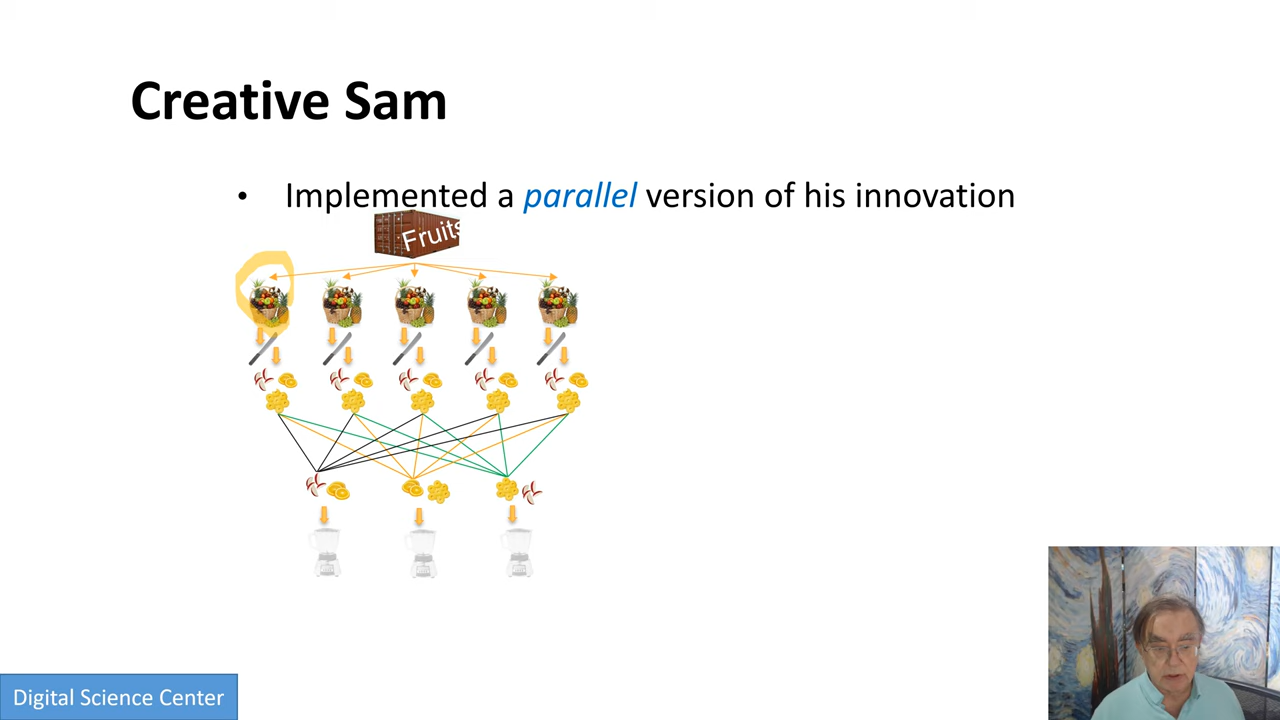 Creative Sam
• Implemented a parallel version of his innovation
Fruits
Digital Science Center